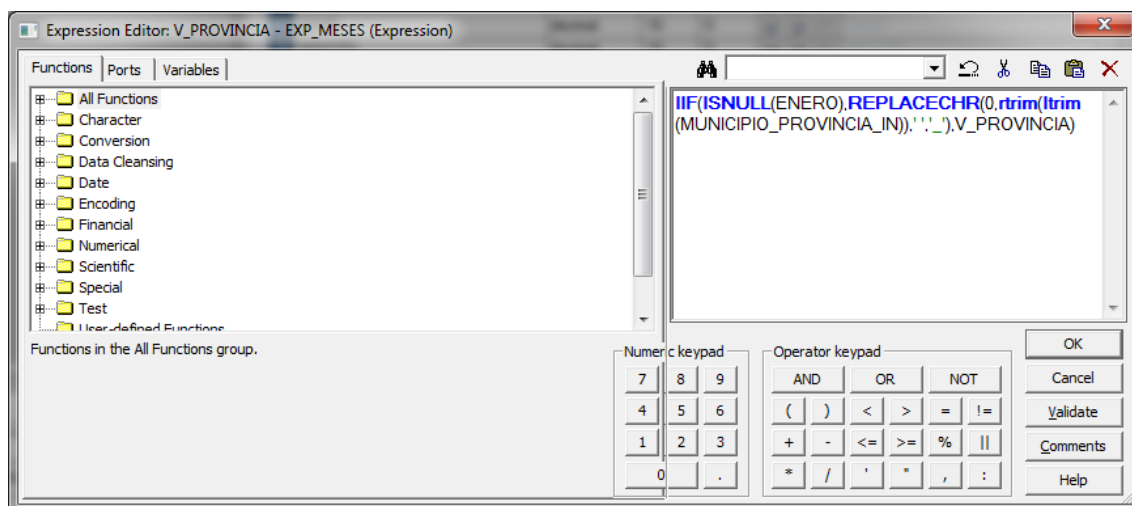 Expression Editor: V_PROVINCIA - EXP_MESES (Expression)
Functions Ports Variables
All Functions
Character
Conversion
Data Cleansing
Date
Encoding
Financial
Numerical
Scientific
Special
Test
User-defined Functions
IIF(ISNULL(ENERO),REPLACECHR(0,rtrim(ltrim
(MUNICIPIO_PROVINCIA_IN)),' ','_'),V_PROVINCIA)
Functions in the All Functions group.
Numeric keypad
7 8 9
4 5 6
1 2 3
0 .
Operator keypad
AND OR NOT
( ) < > = !=
+ - <= >= % ||
* / ' " , :
OK
Cancel
Validate
Comments
Help